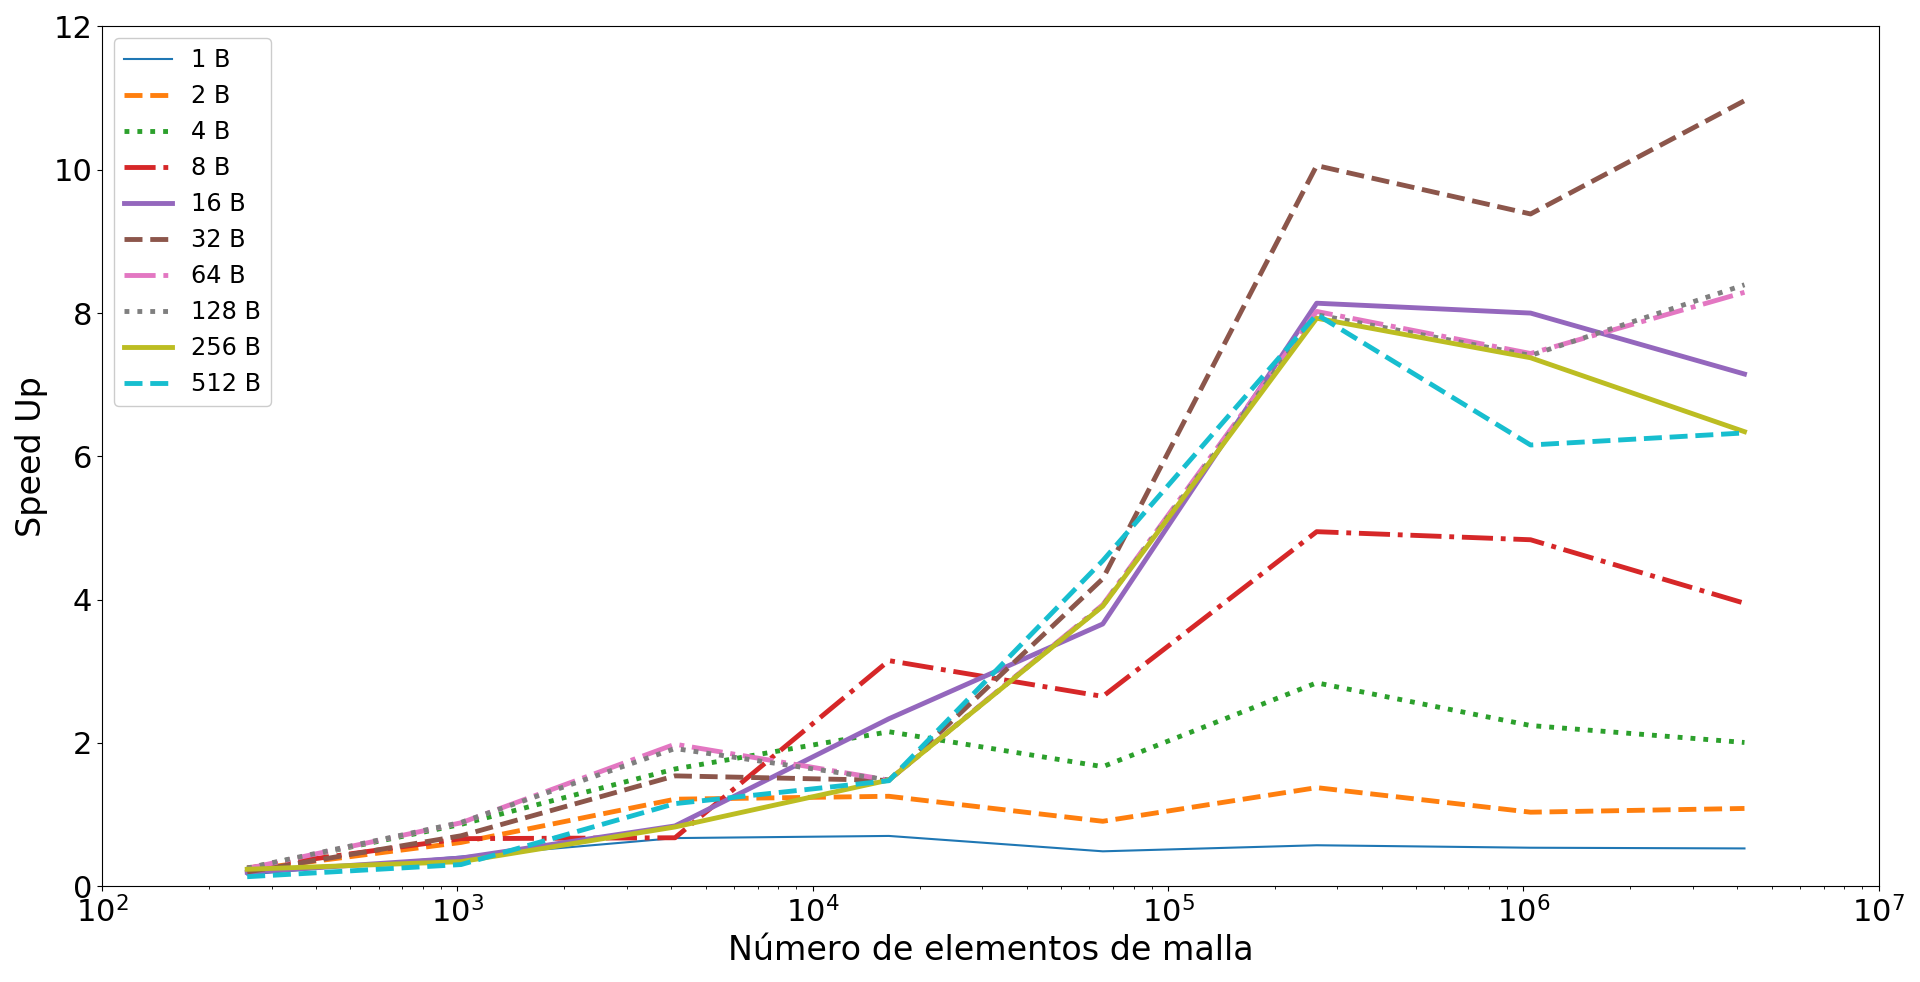 12
10
8
6
4
2
0
Speed Up
1 B
2 B
4 B
8 B
16 B
32 B
64 B
128 B
256 B
512 B
10² 10³ 10⁴ 10⁵ 10⁶ 10⁷
Número de elementos de malla